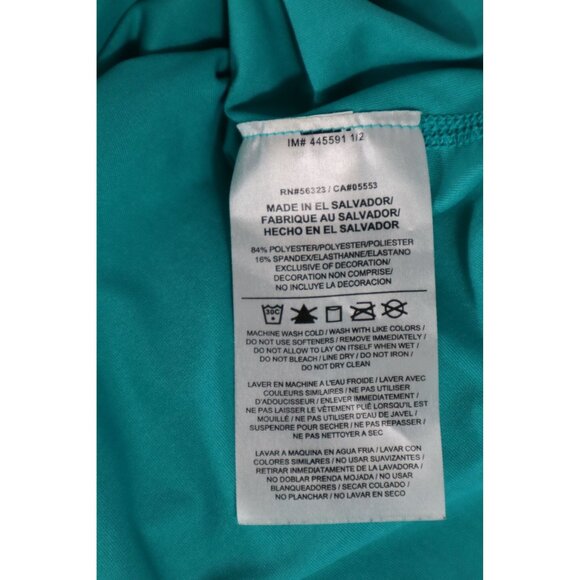 IM# 445591 1/2
RN#56323 / CA#05553
MADE IN EL SALVADOR/
FABRIQUE AU SALVADOR/
HECHO EN EL SALVADOR
84% POLYESTER/POLYESTER/POLIESTER
16% SPANDEX/ELASTHANNE/ELASTANO
EXCLUSIVE OF DECORATION/
DECORATION NON COMPRISE/
NO INCLUYE LA DECORACION
30C
MACHINE WASH COLD / WASH WITH LIKE COLORS /
DO NOT USE SOFTENERS / REMOVE IMMEDIATELY /
DO NOT ALLOW TO LAY ON ITSELF WHEN WET /
DO NOT BLEACH / LINE DRY / DO NOT IRON /
DO NOT DRY CLEAN
LAVER EN MACHINE A L'EAU FROIDE / LAVER AVEC
COULEURS SIMILAIRES / NE PAS UTILISER
D'ADOUCISSEUR / ENLEVER IMMEDIATEMENT /
NE PAS LAISSER LE VÊTEMENT PLIÉ LORSQU'IL EST
MOUILLÉ / NE PAS UTILISER D'EAU DE JAVEL /
SUSPENDRE POUR SECHER / NE PAS REPASSER /
NE PAS NETTOYER A SEC
LAVAR A MAQUINA EN AGUA FRIA / LAVAR CON
COLORES SIMILARES / NO USAR SUAVIZANTES /
RETIRAR INMEDIATAMENTE DE LA LAVADORA /
NO DOBLAR PRENDA MOJADA / NO USAR
BLANQUEADORES / SECAR COLGADO /
NO PLANCHAR / NO LAVAR EN SECO